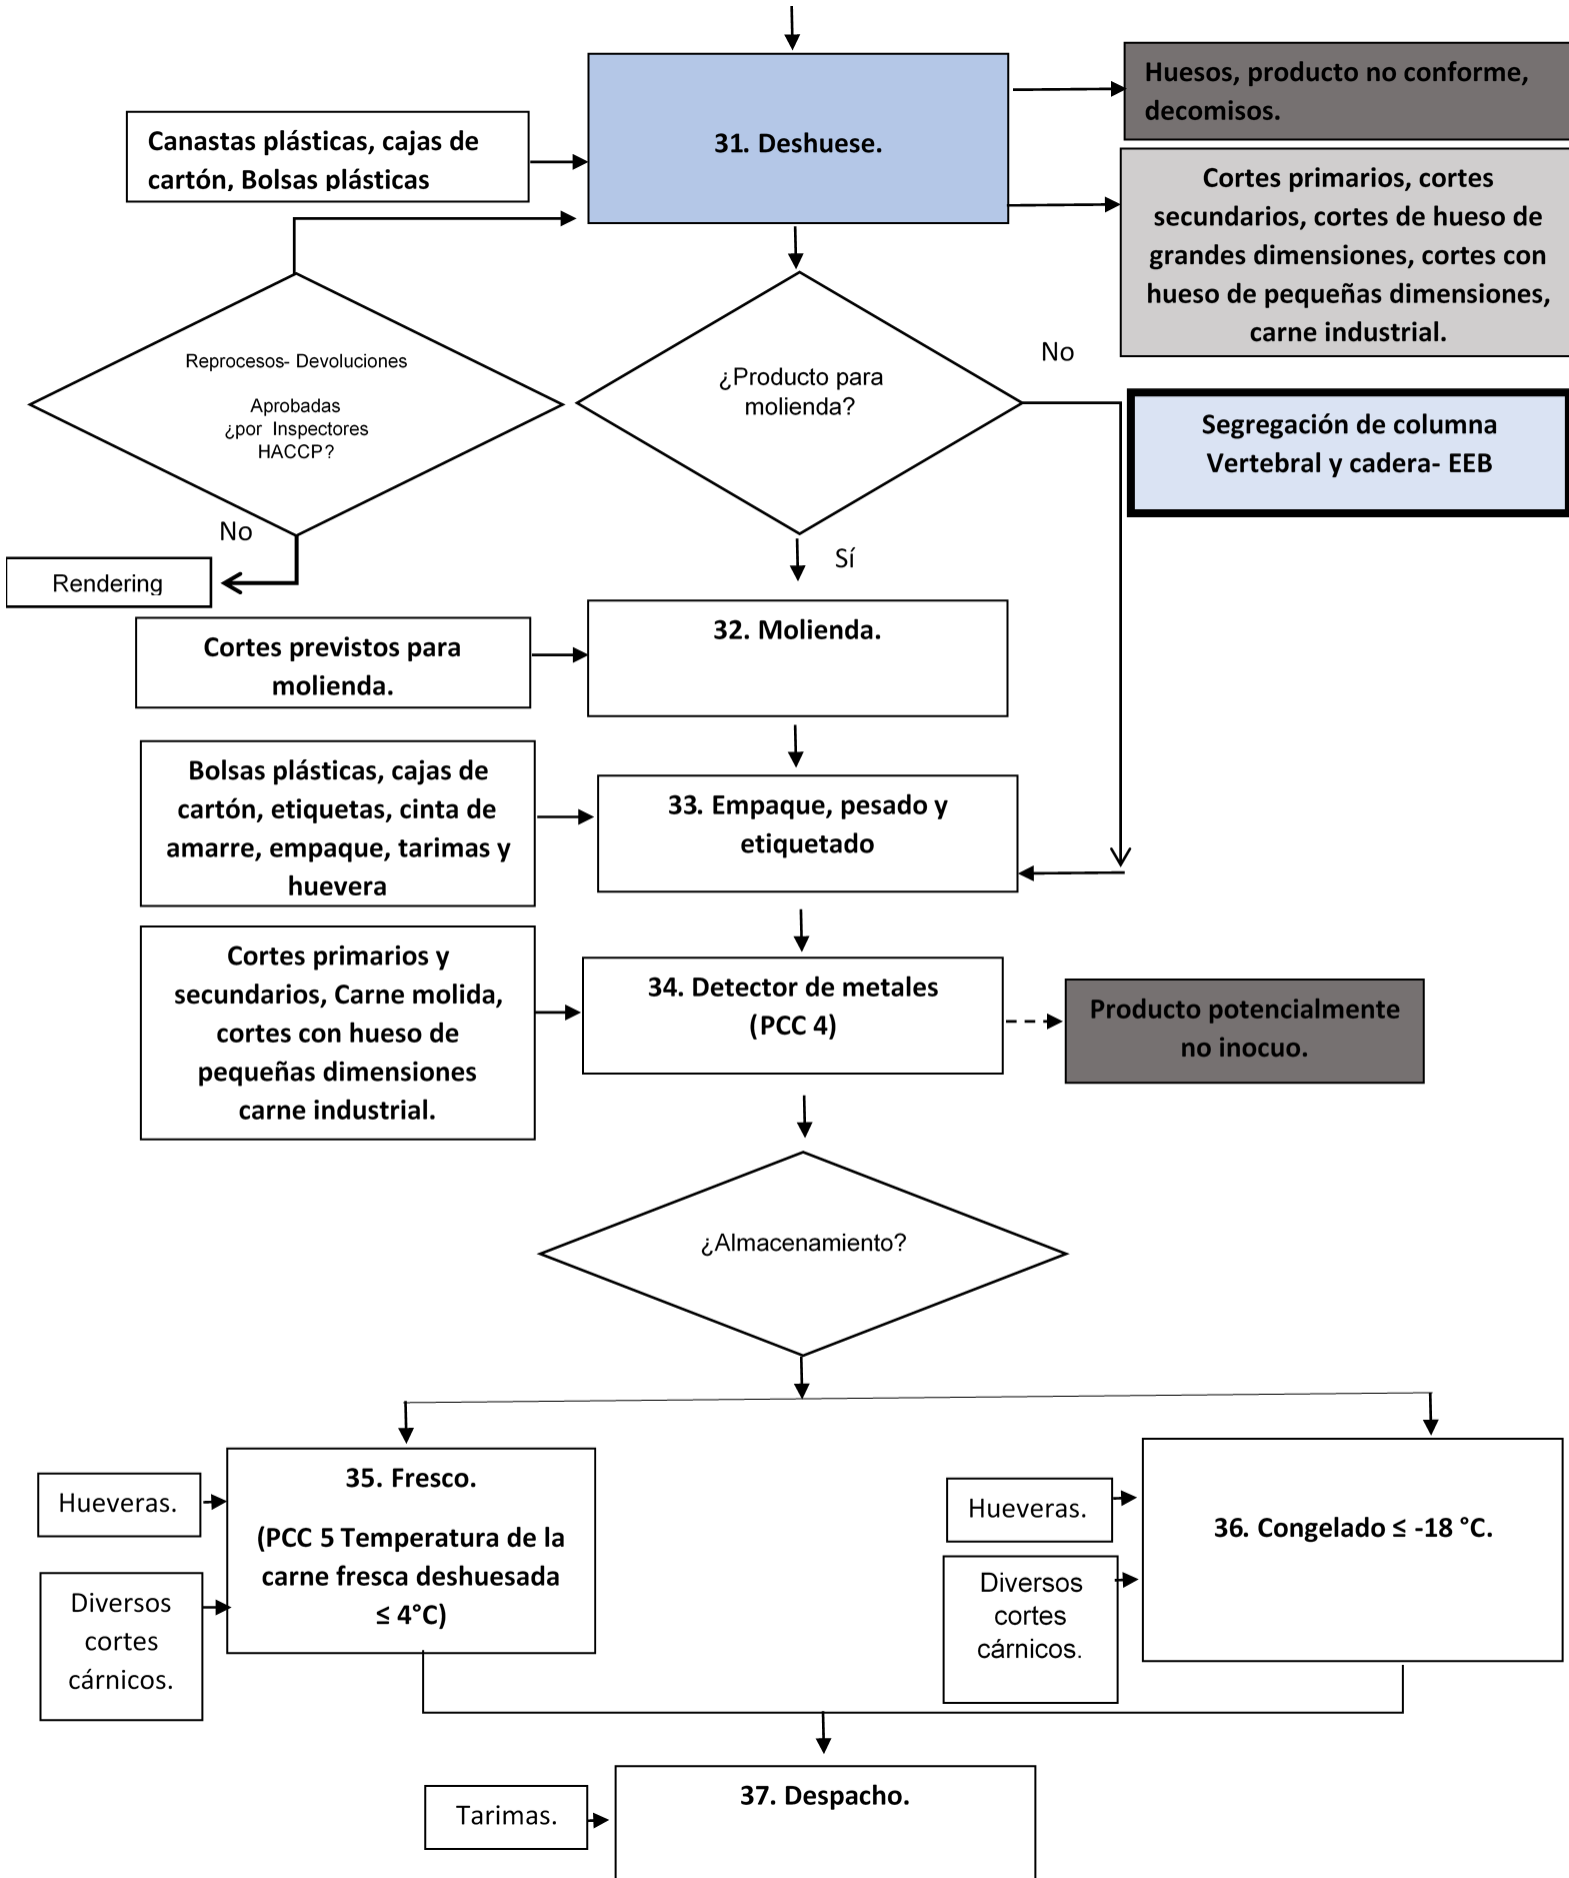 Huesos, producto no conforme,
decomisos.
31. Deshuese.
Canastas plásticas, cajas de
cartón, Bolsas plásticas
Cortes primarios, cortes
secundarios, cortes de hueso de
grandes dimensiones, cortes con
hueso de pequeñas dimensiones,
carne industrial.
Reprocesos- Devoluciones
Aprobadas
¿por Inspectores
HACCP?
¿Producto para
molienda?
No
Segregación de columna
Vertebral y cadera- EEB
No
Sí
Rendering
32. Molienda.
Cortes previstos para
molienda.
Bolsas plásticas, cajas de
cartón, etiquetas, cinta de
amarre, empaque, tarimas y
huevera
33. Empaque, pesado y
etiquetado
Cortes primarios y
secundarios, Carne molida,
cortes con hueso de
pequeñas dimensiones
carne industrial.
34. Detector de metales
(PCC 4)
Producto potencialmente
no inocuo.
¿Almacenamiento?
35. Fresco.
(PCC 5 Temperatura de la
carne fresca deshuesada
≤ 4°C)
Hueveras.
Diversos
cortes
cárnicos.
Hueveras.
Diversos
cortes
cárnicos.
36. Congelado ≤ -18 °C.
37. Despacho.
Tarimas.